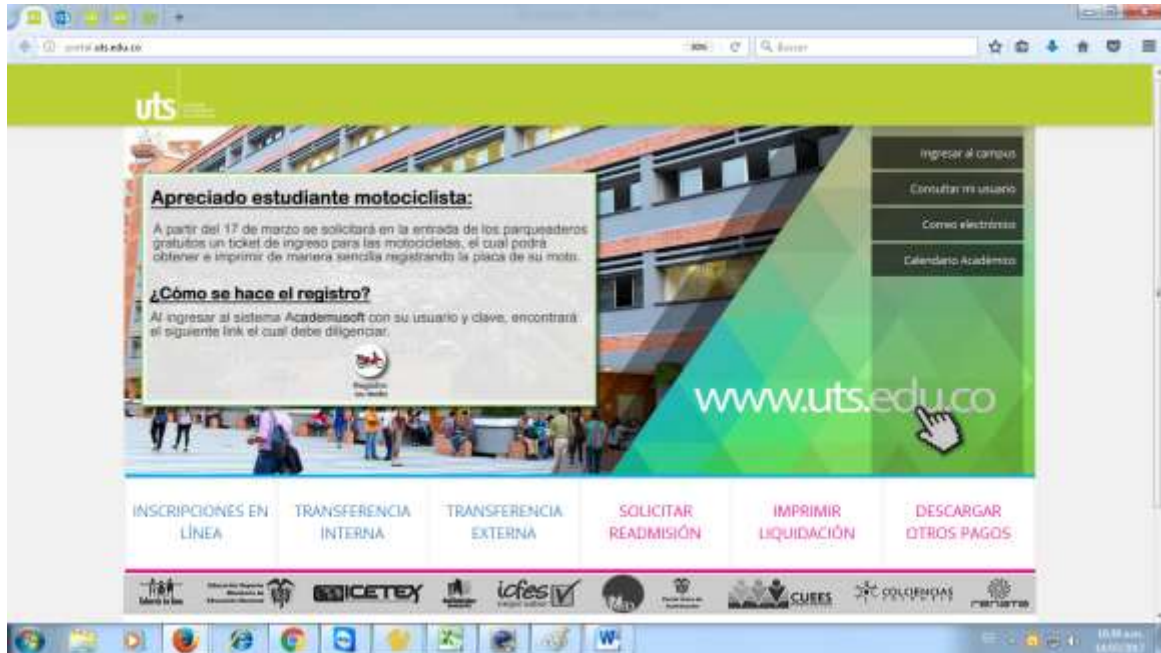 portal.uts.edu.co
80%
Buscar
uts
Ingresar al campus
Consultar mi usuario
Correo electrónico
Calendario Académico
Apreciado estudiante motociclista:
A partir del 17 de marzo se solicitará en la entrada de los parqueaderos
gratuitos un ticket de ingreso para las motocicletas, el cual podrá
obtener e imprimir de manera sencilla registrando la placa de su moto.
¿Cómo se hace el registro?
Al ingresar al sistema Academusoft con su usuario y clave, encontrará
el siguiente link el cual debe diligenciar.
Registre
su moto
www.uts.edu.co
INSCRIPCIONES EN
LÍNEA
TRANSFERENCIA
INTERNA
TRANSFERENCIA
EXTERNA
SOLICITAR
READMISIÓN
IMPRIMIR
LIQUIDACIÓN
DESCARGAR
OTROS PAGOS
ICETEX
icfes
CUEES
COLCIENCIAS
renata